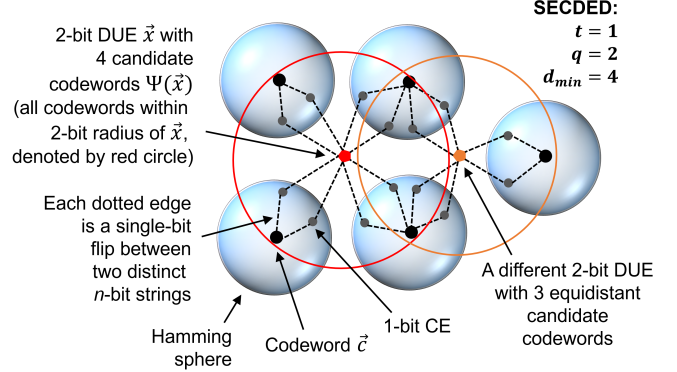 SECDED:
t = 1
q = 2
d_min = 4
2-bit DUE x⃗ with
4 candidate
codewords Ψ(x⃗)
(all codewords within
2-bit radius of x⃗,
denoted by red circle)
Each dotted edge
is a single-bit
flip between
two distinct
n-bit strings
Hamming
sphere
Codeword c⃗
1-bit CE
A different 2-bit DUE
with 3 equidistant
candidate
codewords